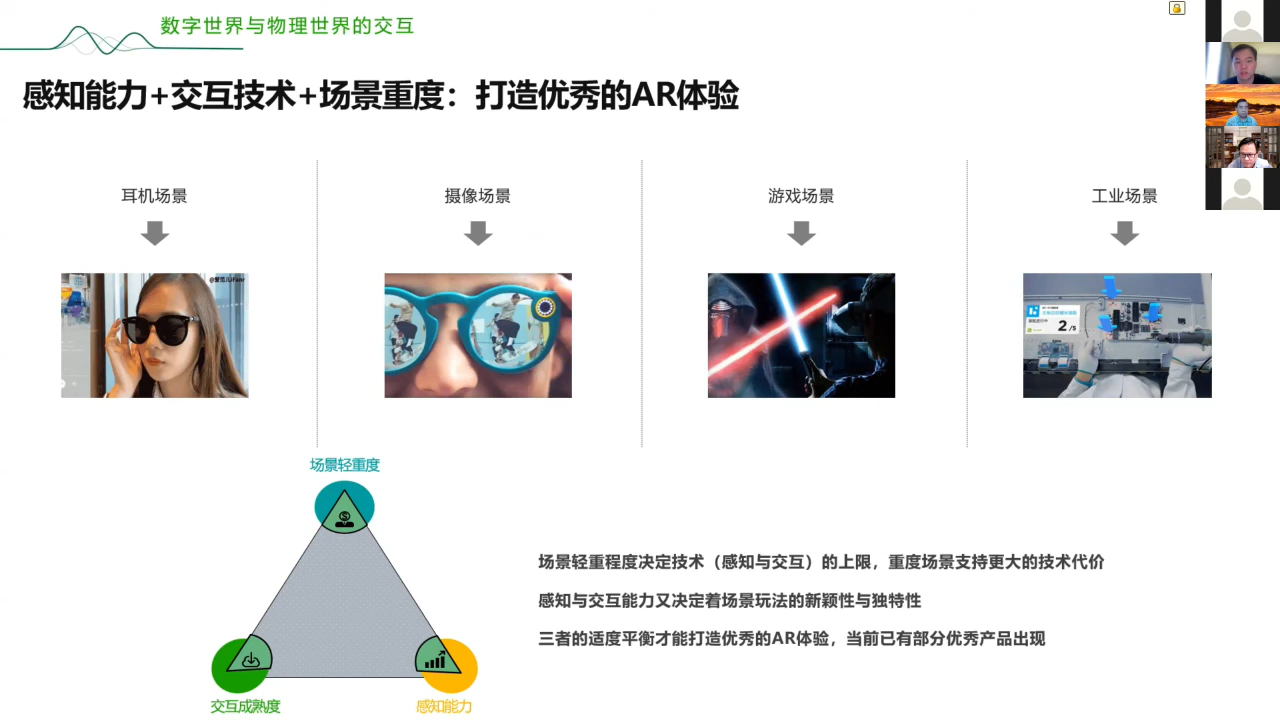 数字世界与物理世界的交互
感知能力+交互技术+场景重度：打造优秀的AR体验
耳机场景
摄像场景
游戏场景
工业场景
2 /5
场景轻重度
交互成熟度
感知能力
场景轻重程度决定技术（感知与交互）的上限，重度场景支持更大的技术代价
感知与交互能力又决定着场景玩法的新颖性与独特性
三者的适度平衡才能打造优秀的AR体验，当前已有部分优秀产品出现